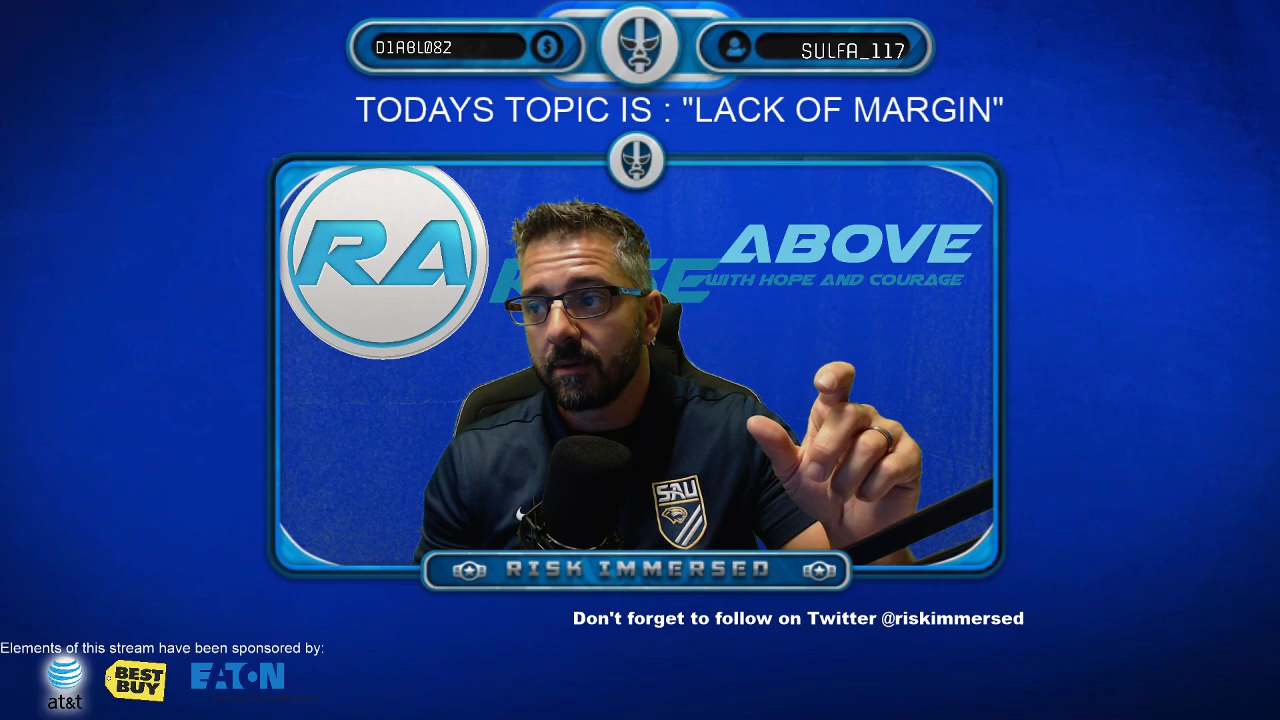 D1ABL082
SULFA_117
TODAYS TOPIC IS : "LACK OF MARGIN"
RA
ABOVE
WITH HOPE AND COURAGE
SAU
RISK IMMERSED
Don't forget to follow on Twitter @riskimmersed
Elements of this stream have been sponsored by:
at&t
BEST
BUY
EATON